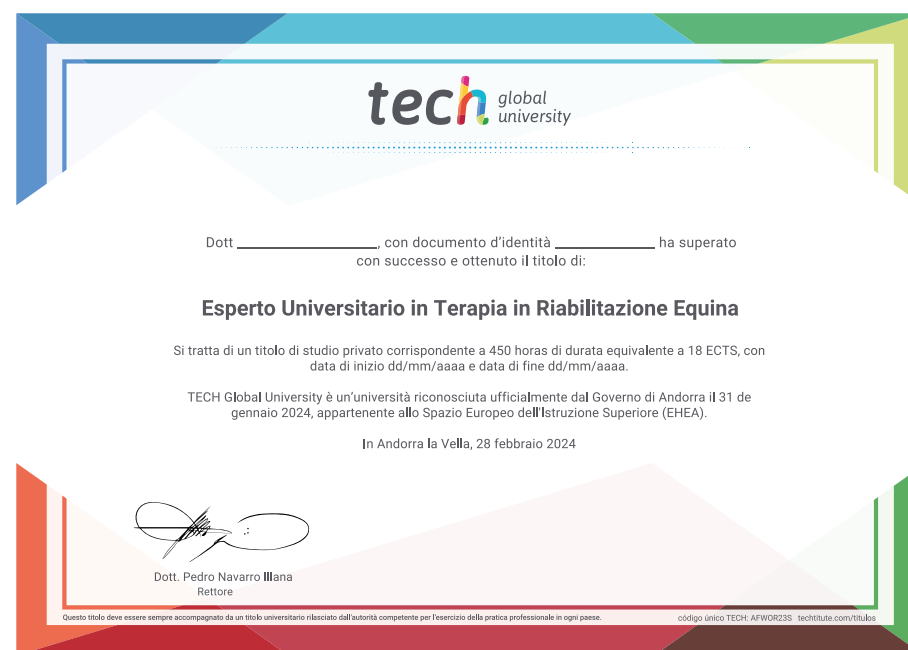 tech global university
Dott ____________, con documento d'identità ____________ ha superato
con successo e ottenuto il titolo di:
Esperto Universitario in Terapia in Riabilitazione Equina
Si tratta di un titolo di studio privato corrispondente a 450 horas di durata equivalente a 18 ECTS, con
data di inizio dd/mm/aaaa e data di fine dd/mm/aaaa.
TECH Global University è un'università riconosciuta ufficialmente dal Governo di Andorra il 31 de
gennaio 2024, appartenente allo Spazio Europeo dell'Istruzione Superiore (EHEA).
In Andorra la Vella, 28 febbraio 2024
Dott. Pedro Navarro Illana
Rettore
Questo titolo deve essere sempre accompagnato da un titolo universitario rilasciato dall'autorità competente per l'esercizio della pratica professionale in ogni paese.
código único TECH: AFWOR23S techtitute.com/titulos